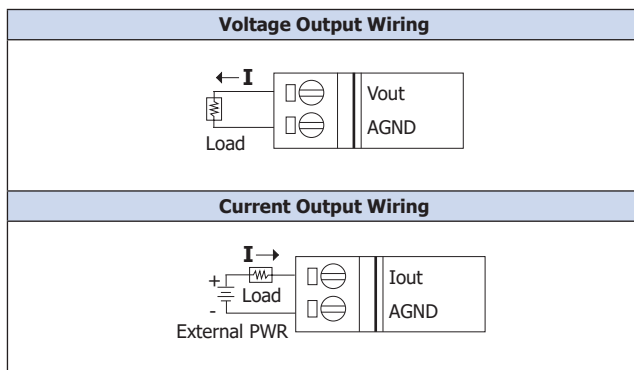 Voltage Output Wiring
← I
Vout
AGND
Load
Current Output Wiring
I →
+
Load
-
External PWR
Iout
AGND